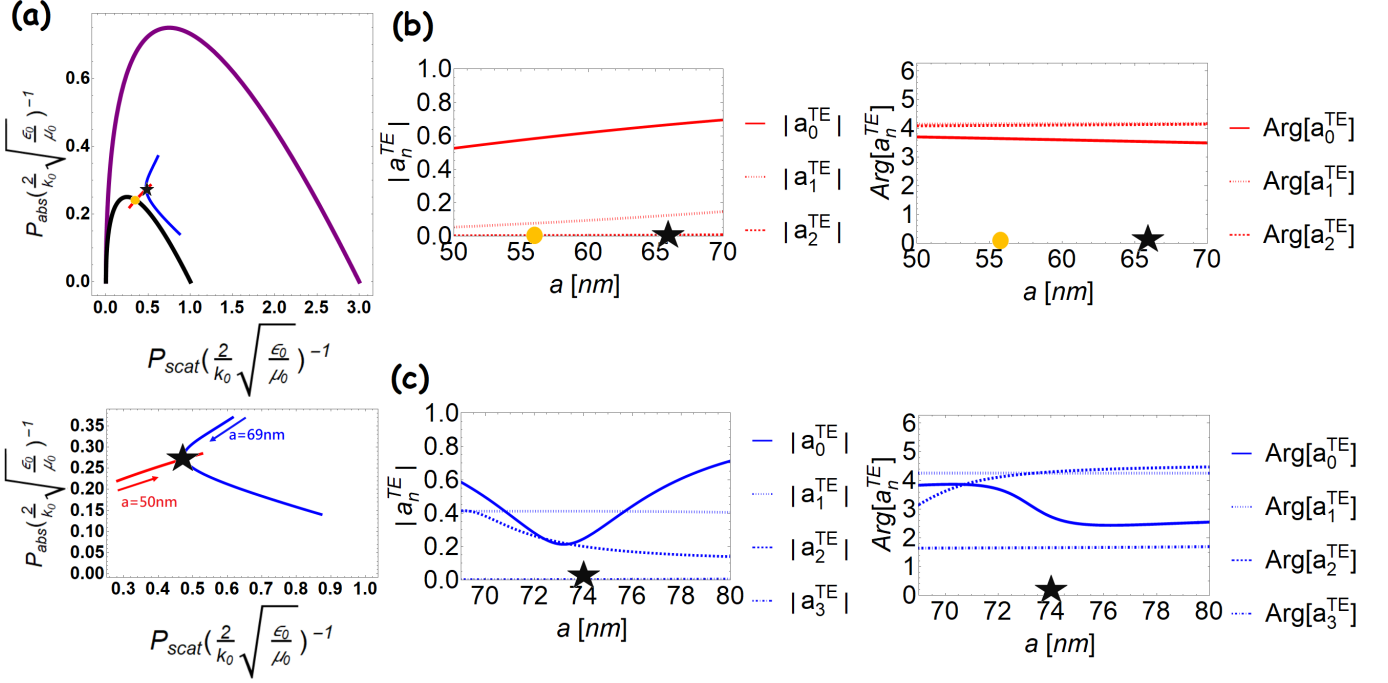 (a)
P_abs(2/k_0 √(ε_0/μ_0))^-1
0.6
0.4
0.2
0.0
0.0 0.5 1.0 1.5 2.0 2.5 3.0
P_scat(2/k_0 √(ε_0/μ_0))^-1
(b)
|a_n^TE|
1.0
0.8
0.6
0.4
0.2
0.0
50 55 60 65 70
a [nm]
|a_0^TE|
|a_1^TE|
|a_2^TE|
Arg[a_n^TE]
6
5
4
3
2
1
0
50 55 60 65 70
a [nm]
Arg[a_0^TE]
Arg[a_1^TE]
Arg[a_2^TE]
P_abs(2/k_0 √(ε_0/μ_0))^-1
0.35
0.30
0.25
0.20
0.15
0.10
0.05
0.00
a=69nm
a=50nm
0.3 0.4 0.5 0.6 0.7 0.8 0.9 1.0
P_scat(2/k_0 √(ε_0/μ_0))^-1
(c)
|a_n^TE|
1.0
0.8
0.6
0.4
0.2
0.0
70 72 74 76 78 80
a [nm]
|a_0^TE|
|a_1^TE|
|a_2^TE|
|a_3^TE|
Arg[a_n^TE]
6
5
4
3
2
1
0
70 72 74 76 78 80
a [nm]
Arg[a_0^TE]
Arg[a_1^TE]
Arg[a_2^TE]
Arg[a_3^TE]